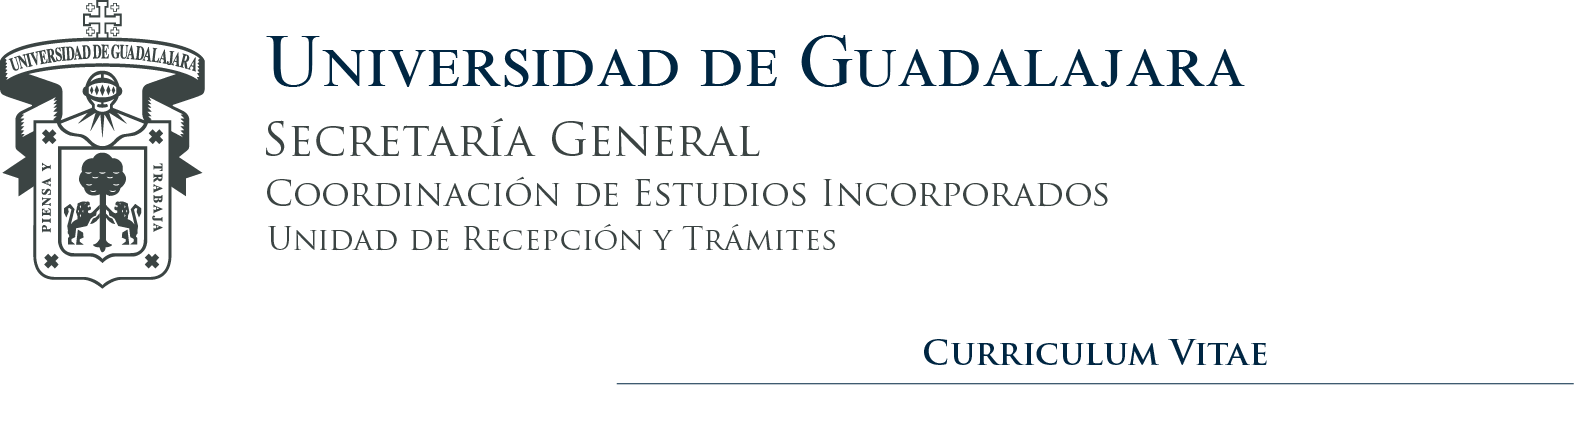 UNIVERSIDAD DE GUADALAJARA
PIENSA Y
TRABAJA
UNIVERSIDAD DE GUADALAJARA
SECRETARÍA GENERAL
COORDINACIÓN DE ESTUDIOS INCORPORADOS
UNIDAD DE RECEPCIÓN Y TRÁMITES
CURRICULUM VITAE